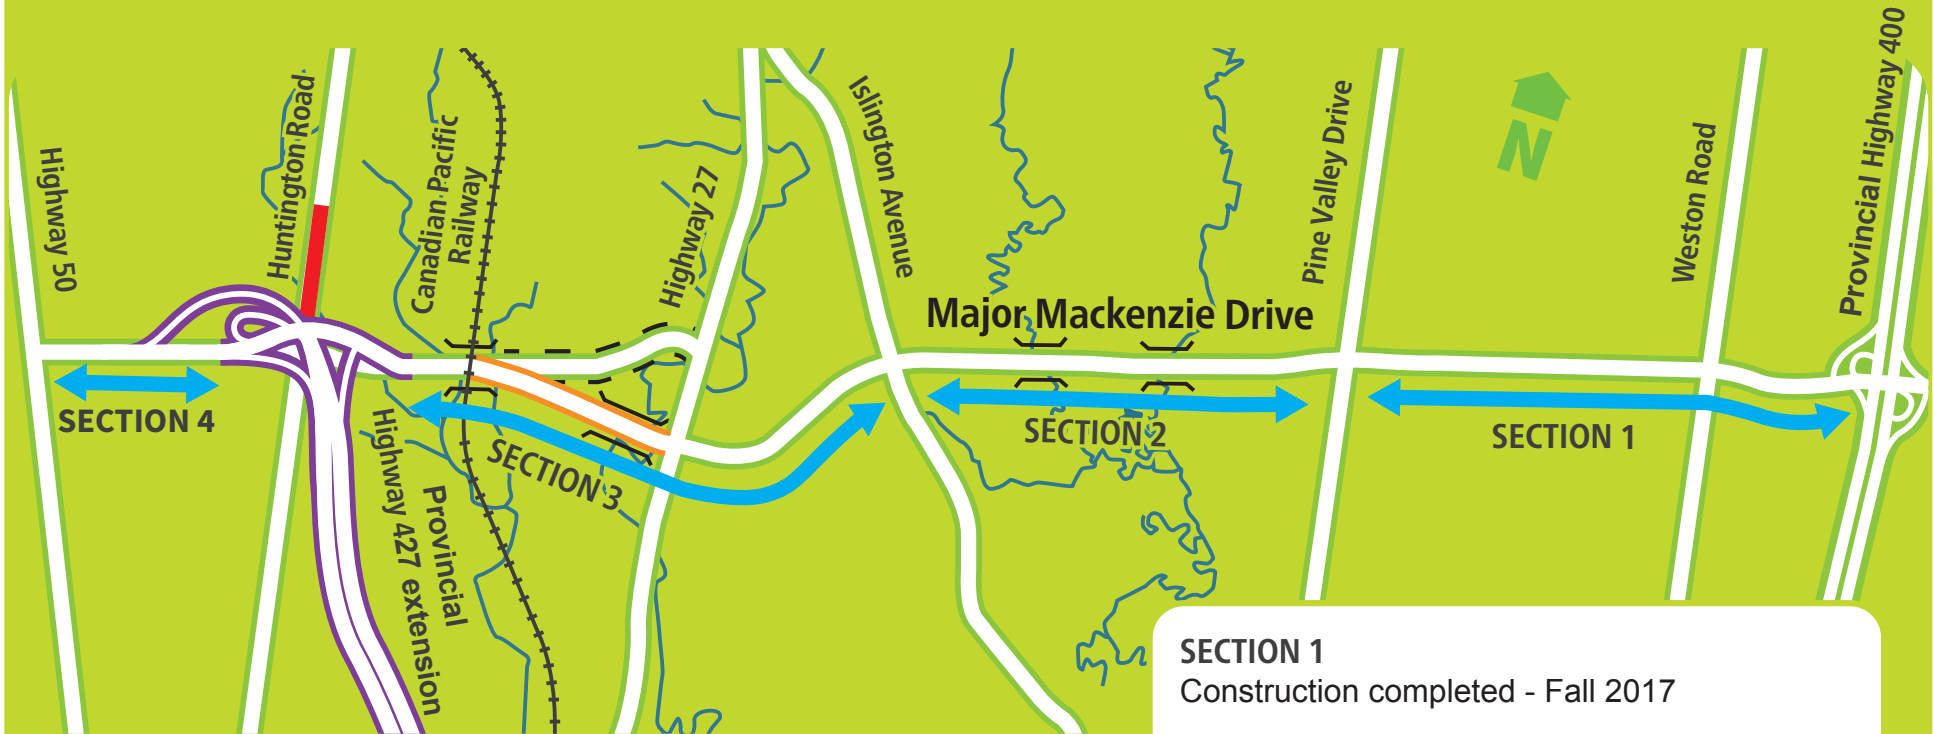 Highway 50
Huntington Road
Canadian Pacific
Railway
Highway 27
Islington Avenue
Pine Valley Drive
N
Weston Road
Provincial Highway 400
Major Mackenzie Drive
SECTION 4
SECTION 3
SECTION 2
SECTION 1
Provincial
Highway 427 extension
SECTION 1
Construction completed - Fall 2017